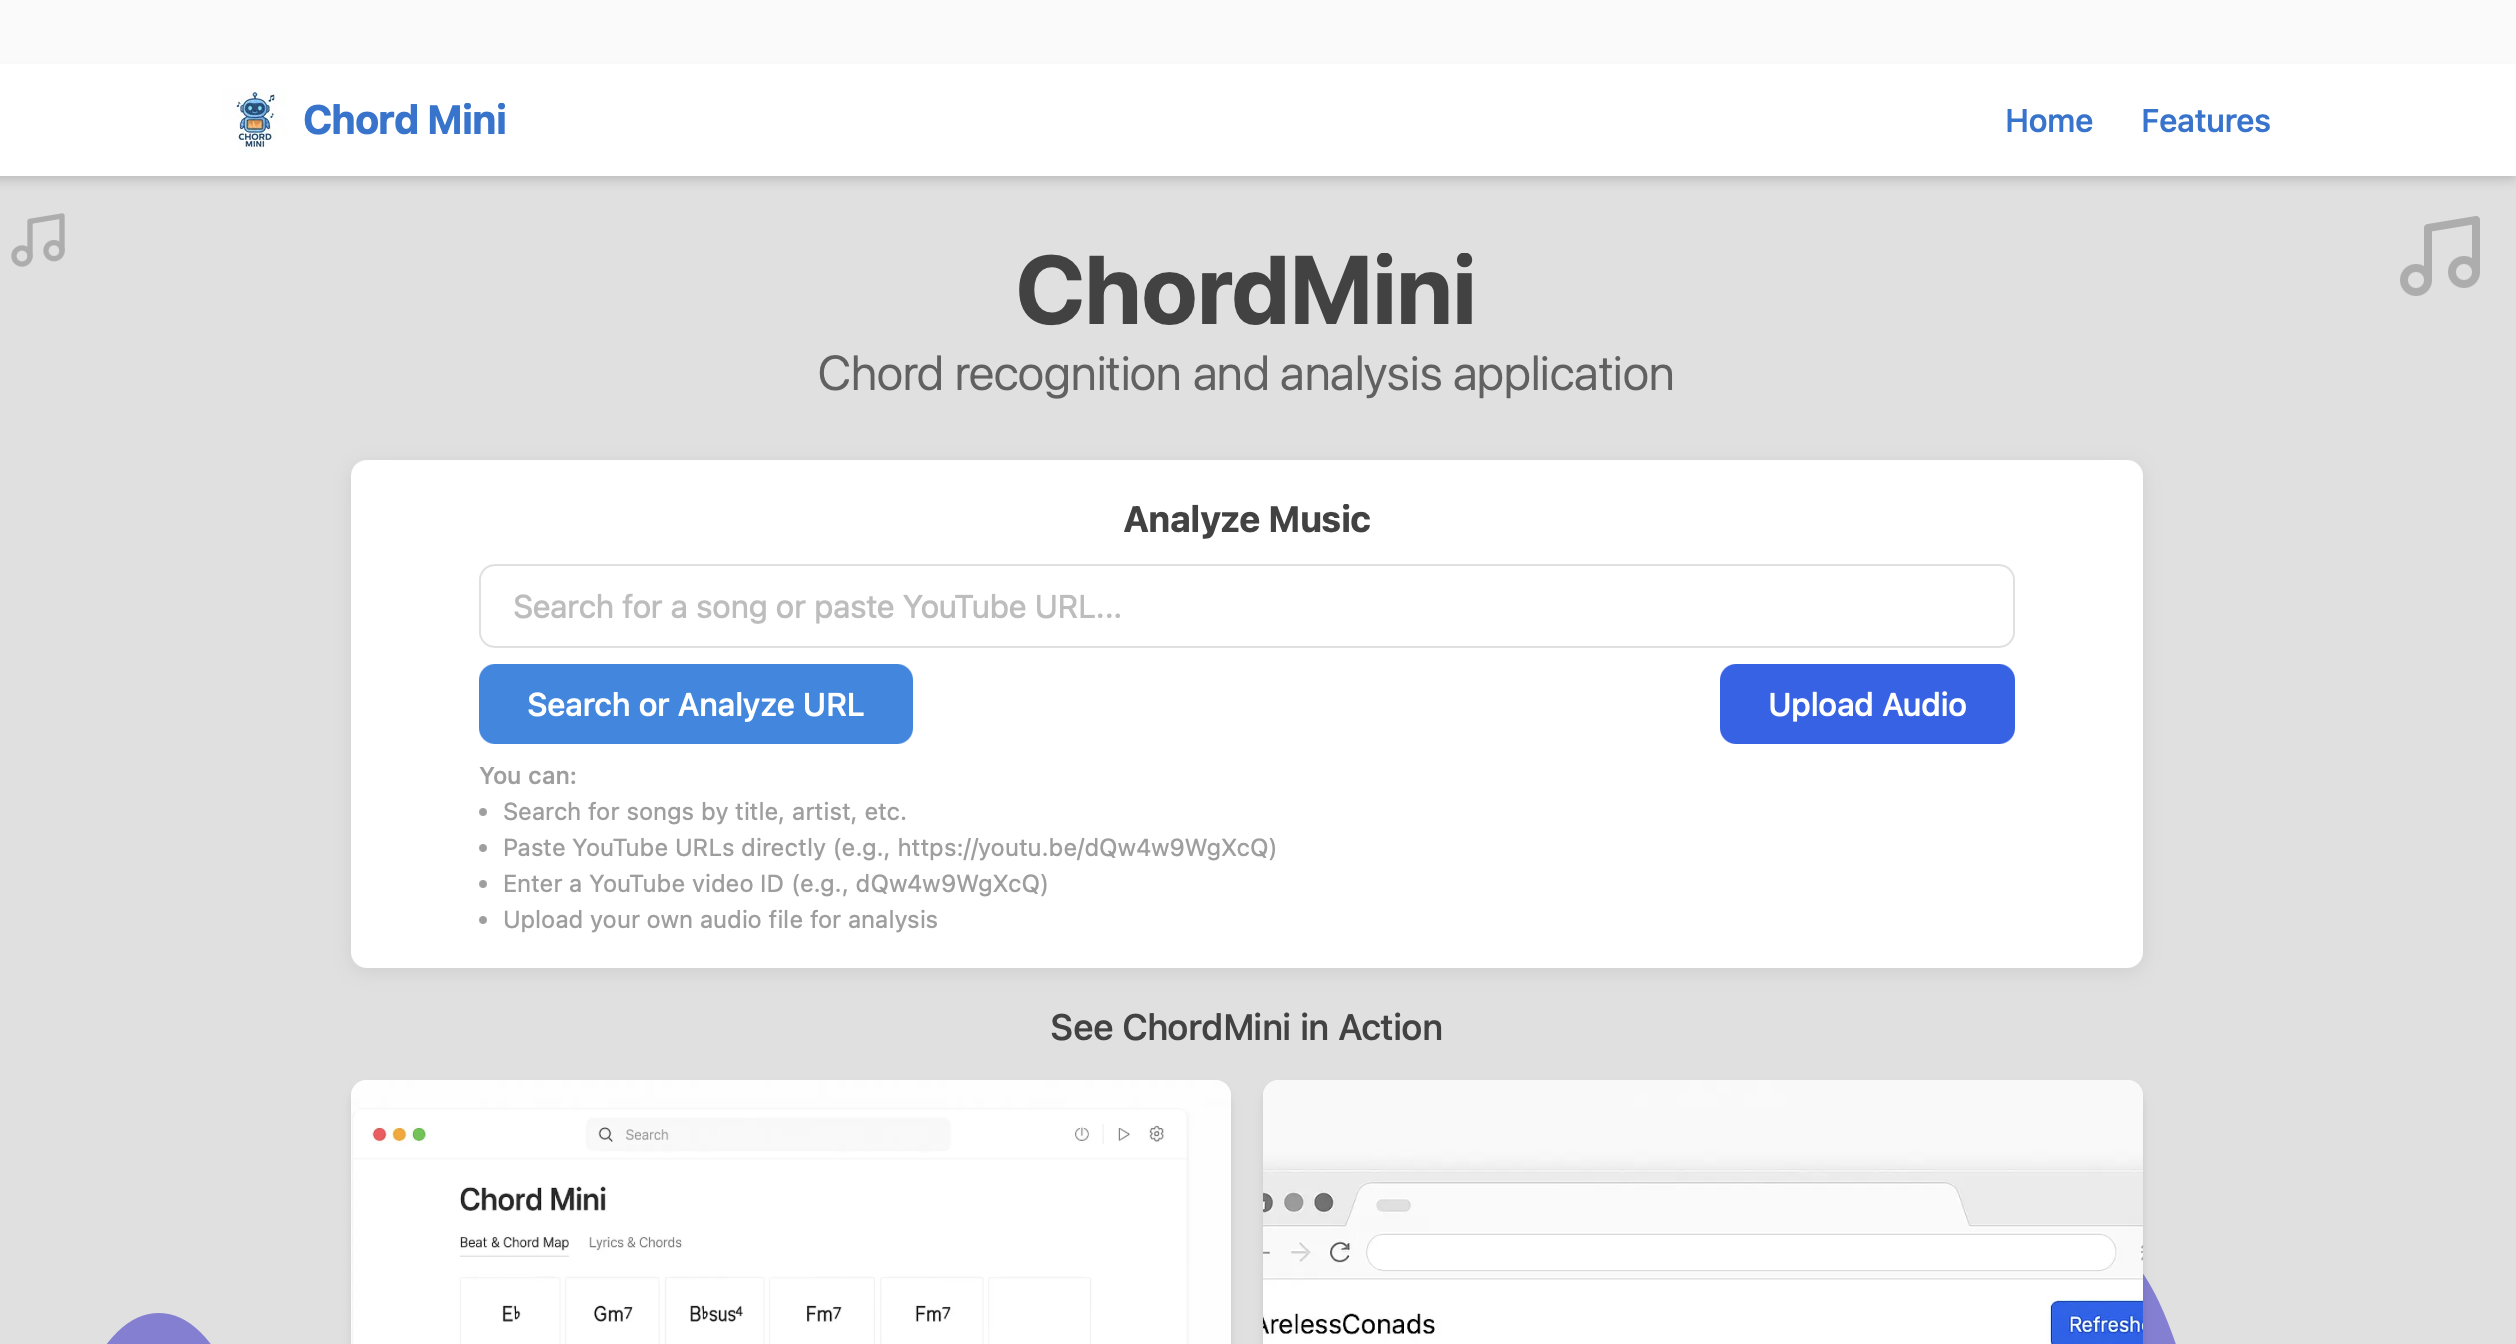 CHORD
MINI
Chord Mini
Home
Features
ChordMini
Chord recognition and analysis application
Analyze Music
Search for a song or paste YouTube URL...
Search or Analyze URL
Upload Audio
You can:
• Search for songs by title, artist, etc.
• Paste YouTube URLs directly (e.g., https://youtu.be/dQw4w9WgXcQ)
• Enter a YouTube video ID (e.g., dQw4w9WgXcQ)
• Upload your own audio file for analysis
See ChordMini in Action
Search
Chord Mini
Beat & Chord Map
Lyrics & Chords
E♭
Gm7
B♭sus4
Fm7
Fm7
ArelessConads
Refresh